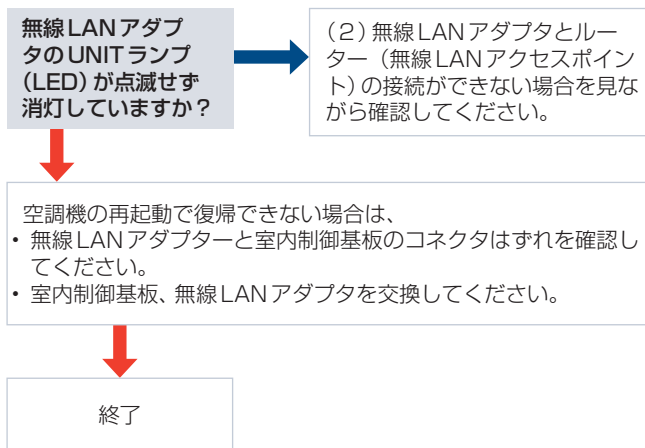 無線LANアダプ
タのUNITランプ
(LED)が点滅せず
消灯していますか？
（2）無線LANアダプタとルー
ター（無線LANアクセスポイン
ト）の接続ができない場合を見な
がら確認してください。
空調機の再起動で復帰できない場合は、
・無線LANアダプターと室内制御基板のコネクタはずれを確認し
てください。
・室内制御基板、無線LANアダプタを交換してください。
終了